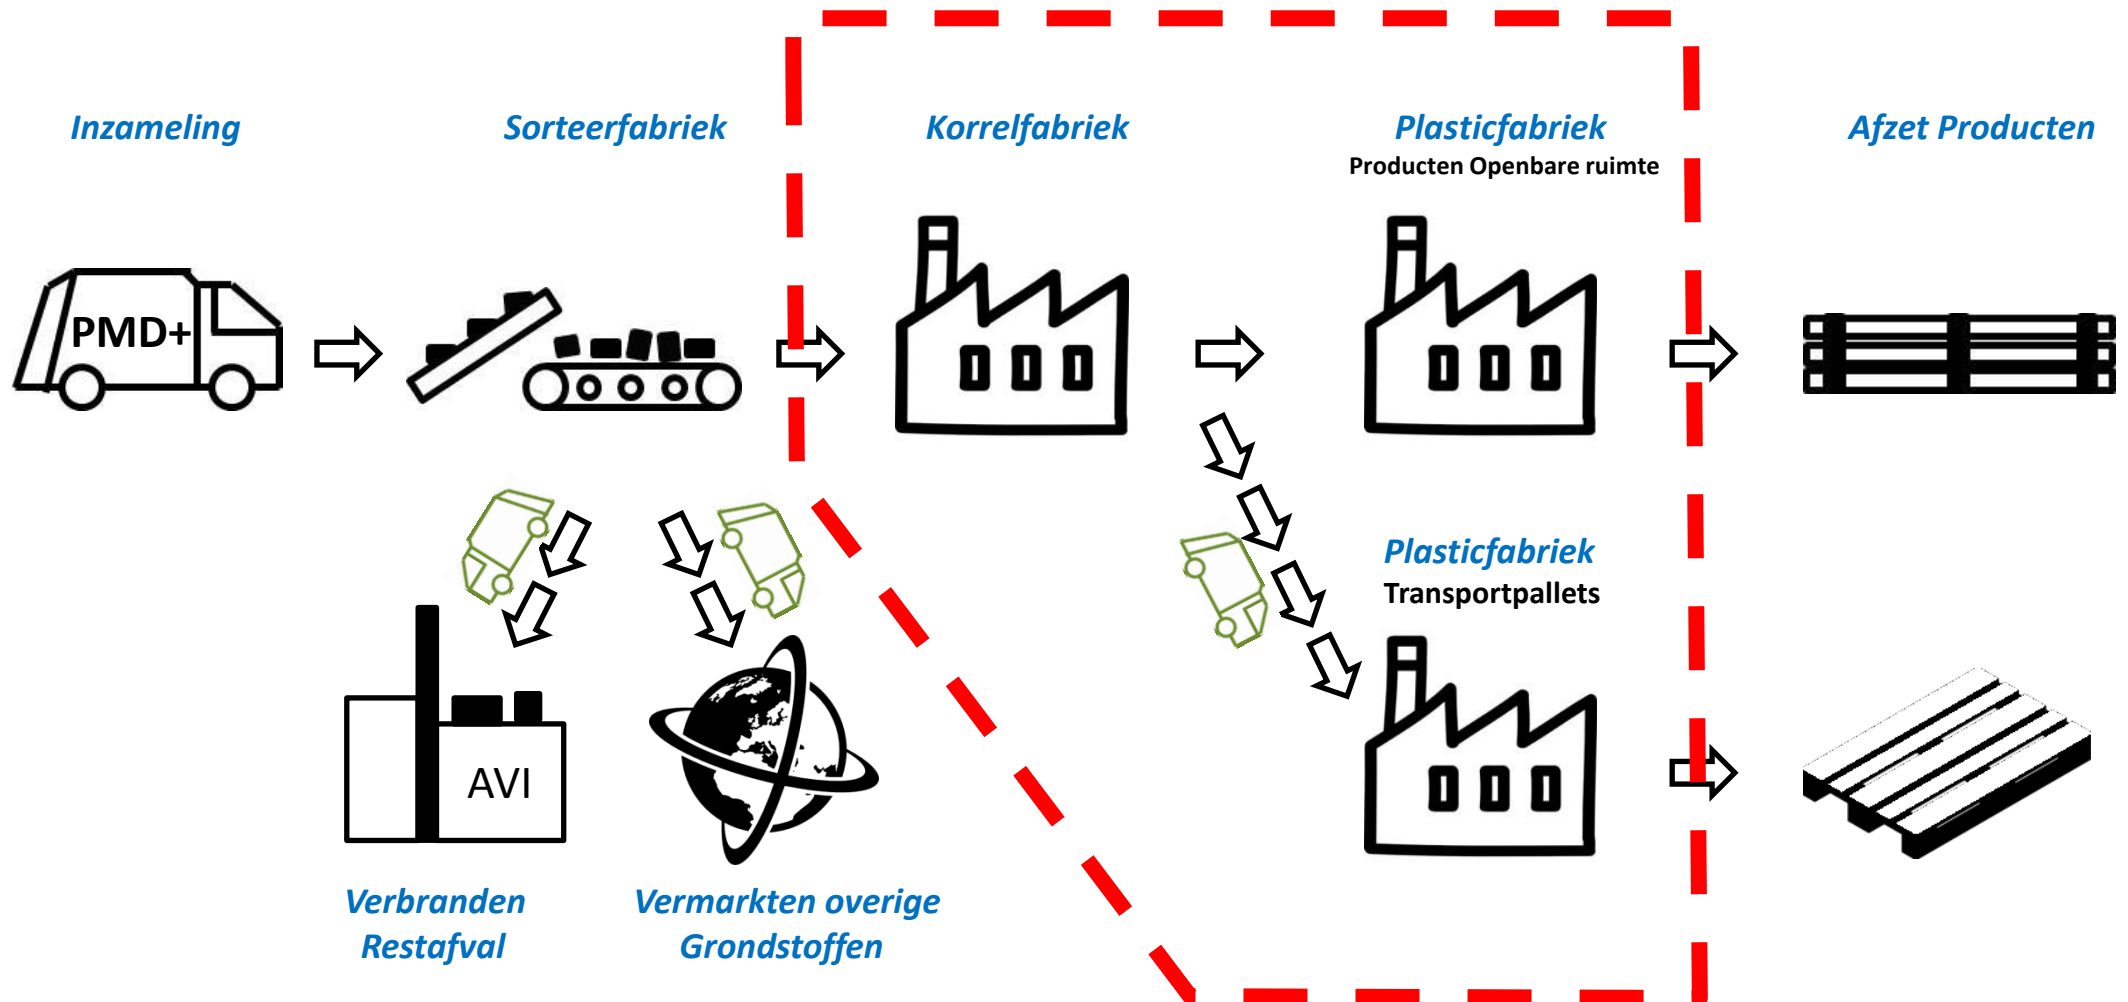 Inzameling
Sorteerfabriek
Korrelfabriek
Plasticfabriek
Producten Openbare ruimte
Afzet Producten
PMD+
Plasticfabriek
Transportpallets
AVI
Verbranden
Restafval
Vermarkten overige
Grondstoffen